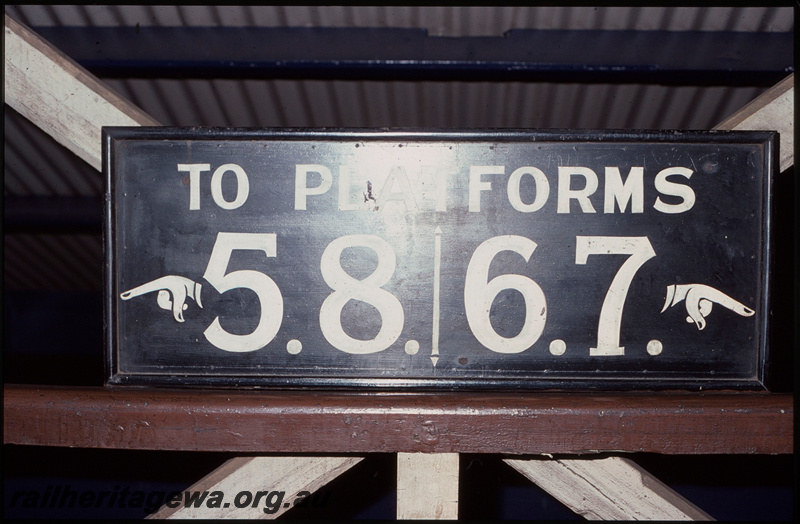 TO PLATFORMS
5.8. 6.7.
railheritagewa.org.au